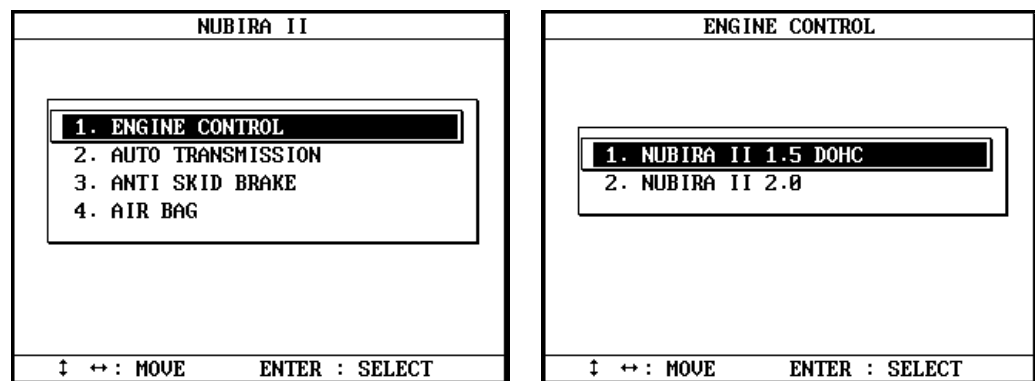 NUBIRA II
1. ENGINE CONTROL
2. AUTO TRANSMISSION
3. ANTI SKID BRAKE
4. AIR BAG
↕ ↔ : MOVE ENTER : SELECT
ENGINE CONTROL
1. NUBIRA II 1.5 DOHC
2. NUBIRA II 2.0
↕ ↔ : MOVE ENTER : SELECT